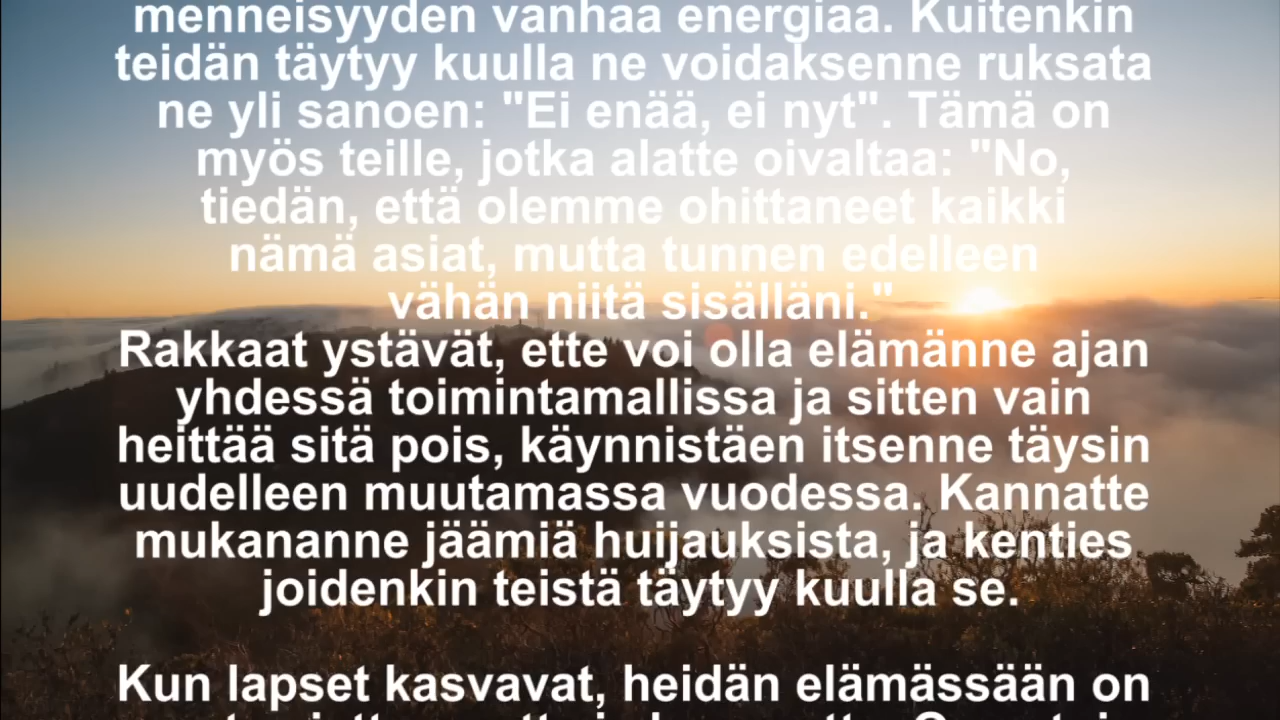 menneisyyden vanhaa energiaa. Kuitenkin
teidän täytyy kuulla ne voidaksenne ruksata
ne yli sanoen: "Ei enää, ei nyt". Tämä on
myös teille, jotka alatte oivaltaa: "No,
tiedän, että olemme ohittaneet kaikki
nämä asiat, mutta tunnen edelleen
vähän niitä sisälläni."
Rakkaat ystävät, ette voi olla elämänne ajan
yhdessä toimintamallissa ja sitten vain
heittää sitä pois, käynnistäen itsenne täysin
uudelleen muutamassa vuodessa. Kannatte
mukananne jäämiä huijauksista, ja kenties
joidenkin teistä täytyy kuulla se.
Kun lapset kasvavat, heidän elämässään on